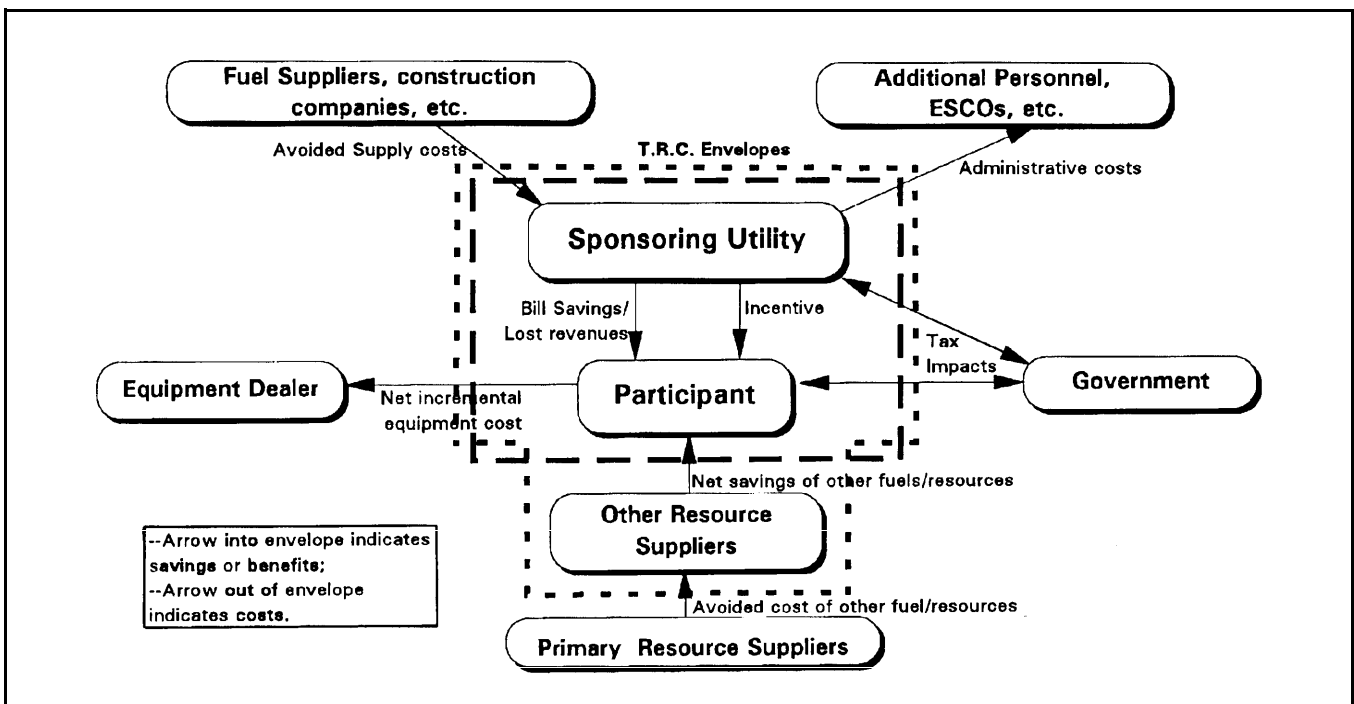 Fuel Suppliers, construction
companies, etc.
Additional Personnel,
ESCOs, etc.
Avoided Supply costs
T.R.C. Envelopes
Administrative costs
Sponsoring Utility
Bill Savings/
Lost revenues
Incentive
Tax
Impacts
Equipment Dealer
Net incremental
equipment cost
Participant
Government
Net savings of other fuels/resources
Other Resource
Suppliers
--Arrow into envelope indicates
savings or benefits;
--Arrow out of envelope
indicates costs.
Avoided cost of other fuel/resources
Primary Resource Suppliers